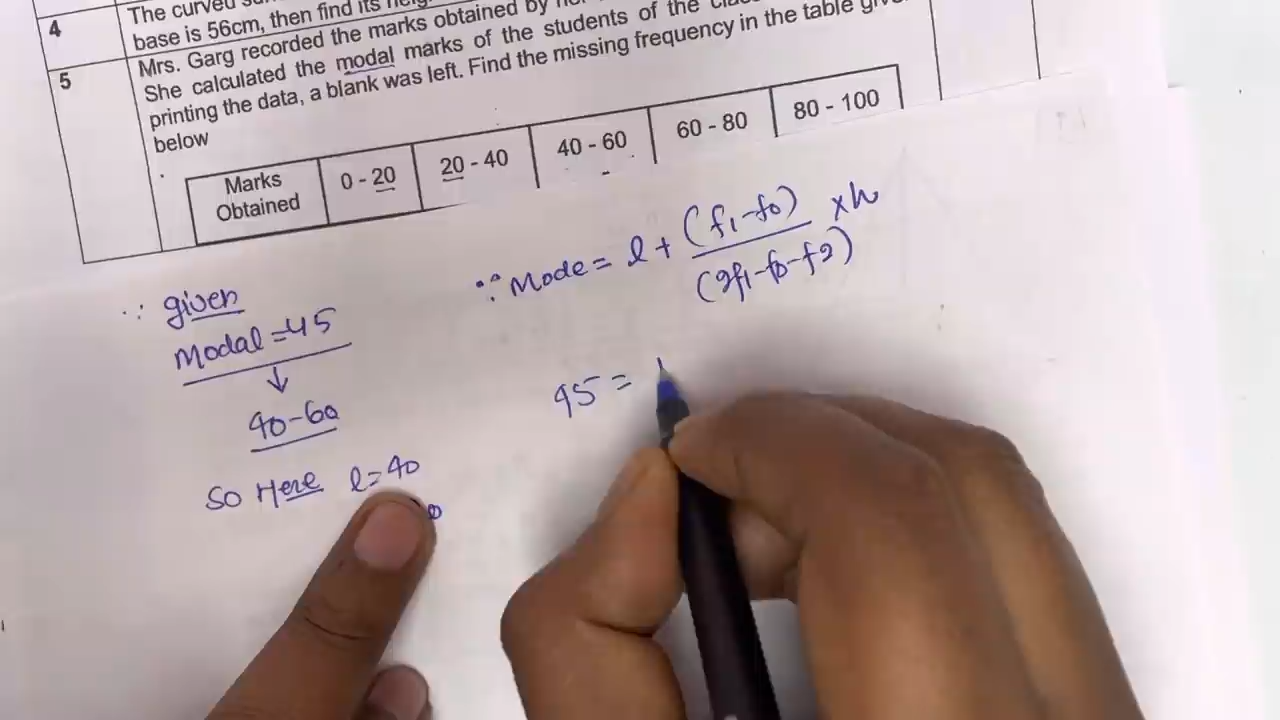 4
The curved
base is 56cm, then find its
5
Mrs. Garg recorded the marks obtained by
She calculated the modal marks of the students of the
printing the data, a blank was left. Find the missing frequency in the table
below
Marks Obtained 0 - 20 20 - 40 40 - 60 60 - 80 80 - 100
∵ given
Modal = 45
↓
40-60
So Here l = 40
∵ Mode = l + (f1-f0)/(2f1-f0-f2) x h
45 =